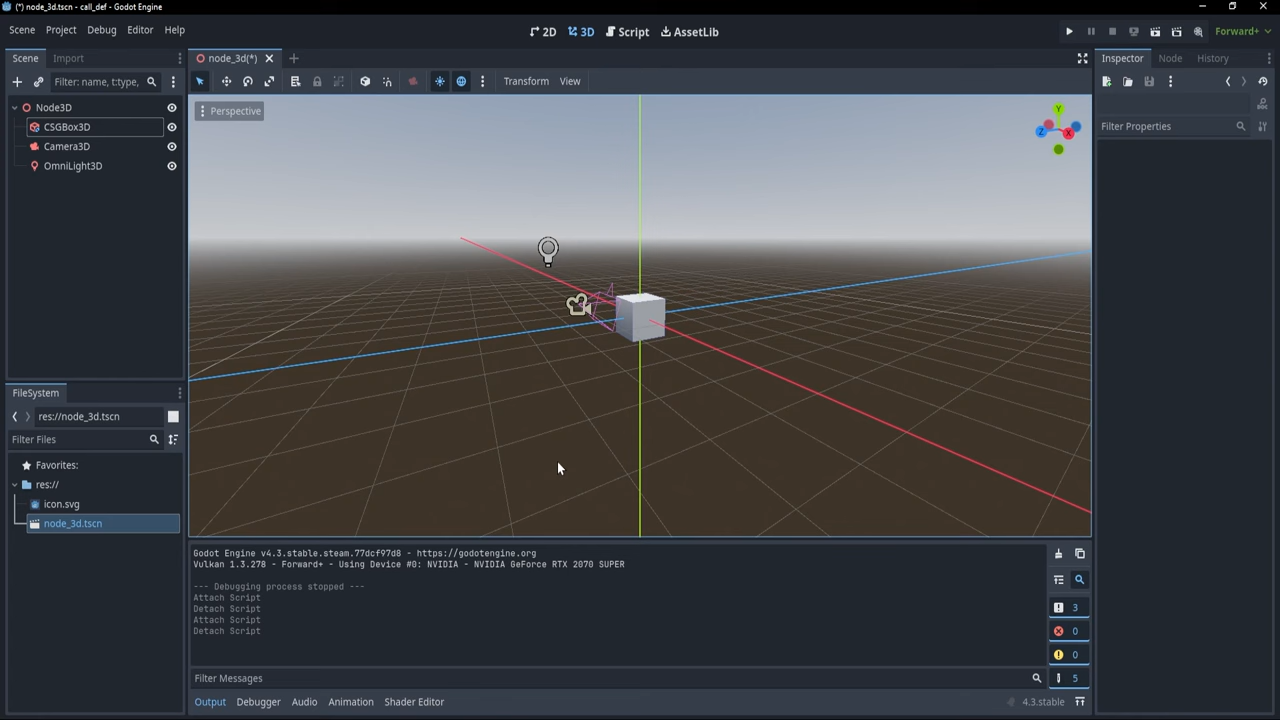 (*) node_3d.tscn - call_def - Godot Engine
Scene Project Debug Editor Help
2D 3D Script AssetLib
Forward+
Scene Import
node_3d(*)
Inspector Node History
Filter: name, t:type,
Transform View
Perspective
Y
Z X
Filter Properties
Node3D
CSGBox3D
Camera3D
OmniLight3D
FileSystem
res://node_3d.tscn
Filter Files
Favorites:
res://
icon.svg
node_3d.tscn
Godot Engine v4.3.stable.steam.77dcf97d8 - https://godotengine.org
Vulkan 1.3.278 - Forward+ - Using Device #0: NVIDIA - NVIDIA GeForce RTX 2070 SUPER
--- Debugging process stopped ---
Attach Script
Detach Script
Attach Script
Detach Script
3
0
0
5
Filter Messages
Output Debugger Audio Animation Shader Editor
4.3.stable